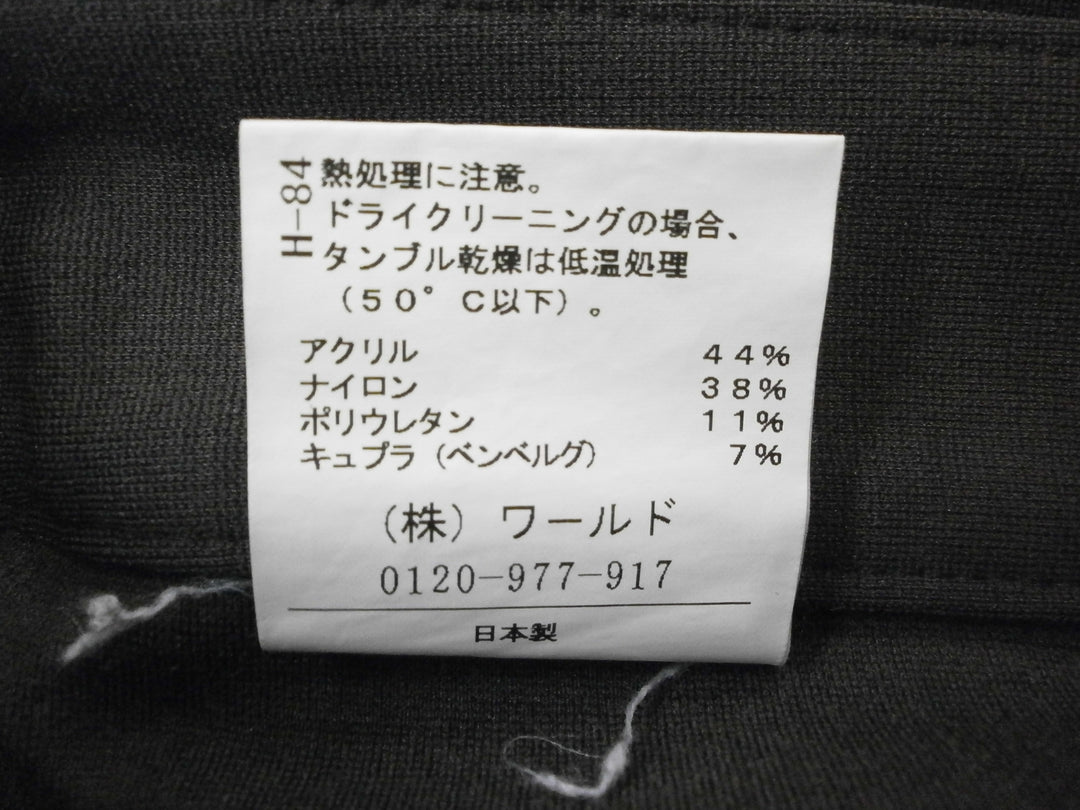 H-84
熱処理に注意。
ドライクリーニングの場合、
タンブル乾燥は低温処理
（50°C以下）。
アクリル 44%
ナイロン 38%
ポリウレタン 11%
キュプラ（ベンベルグ） 7%
（株）ワールド
0120-977-917
日本製